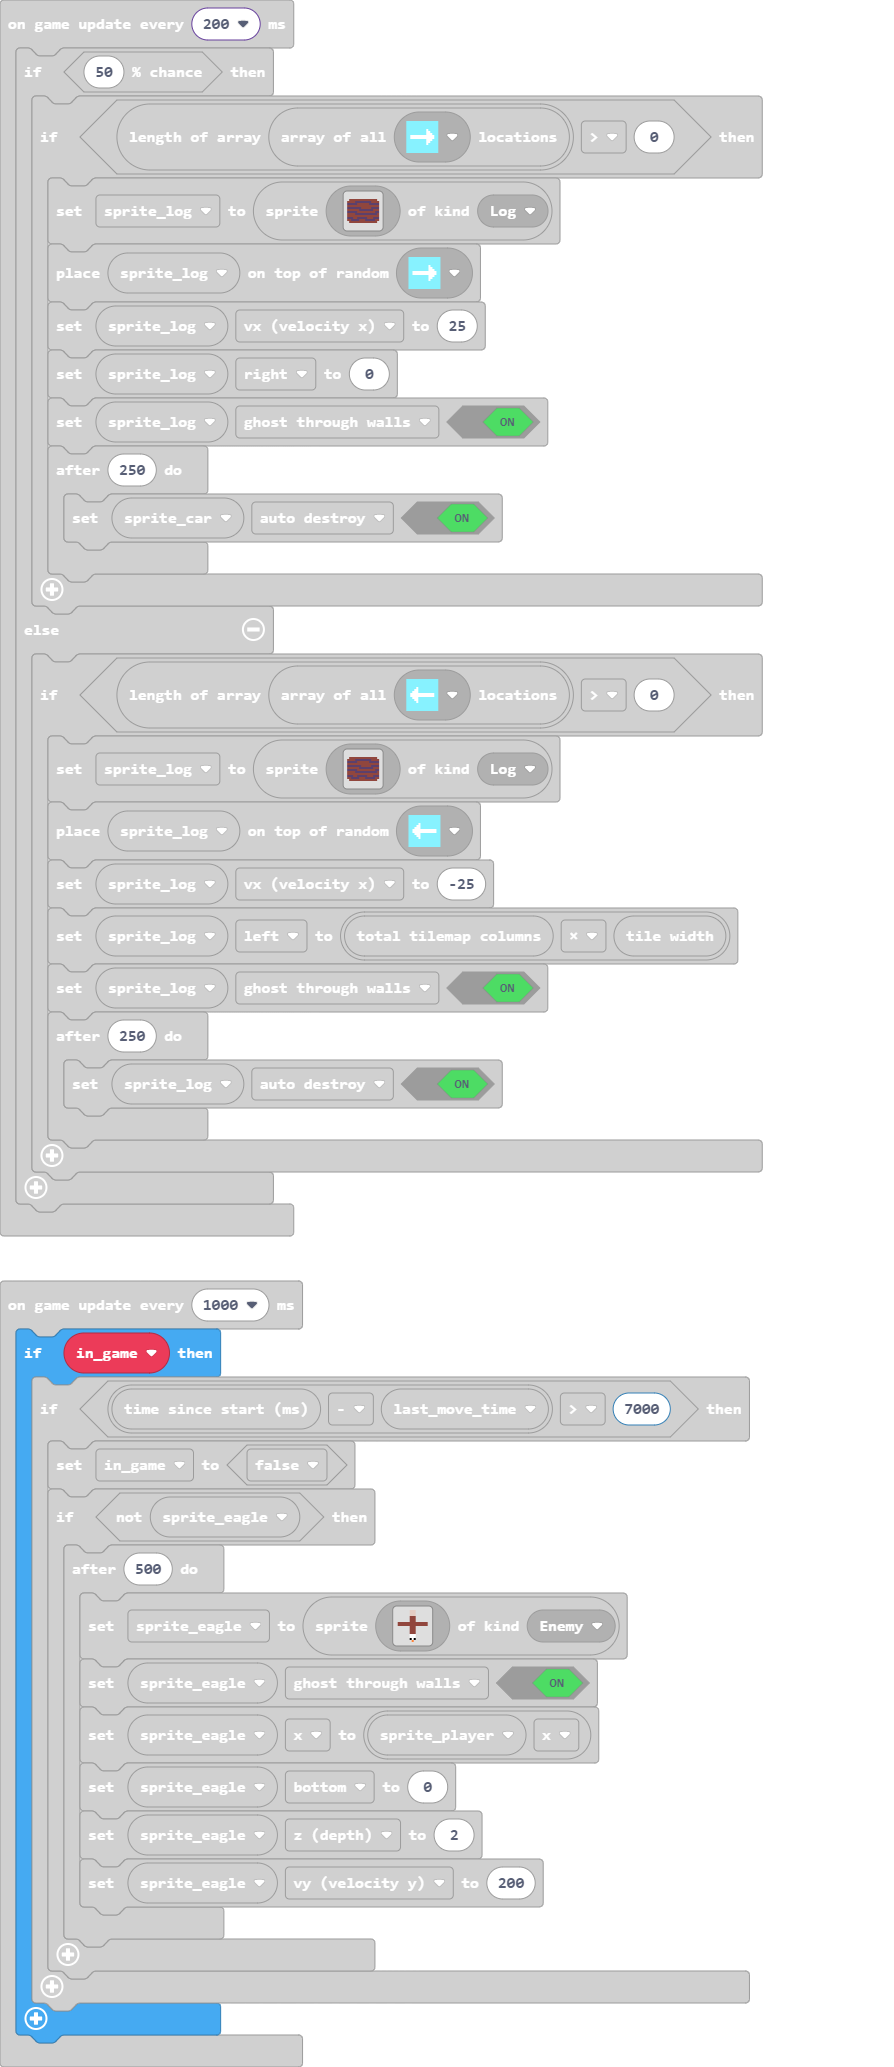 on game update every 200 ms
if 50 % chance then
if length of array array of all locations > 0 then
set sprite_log to sprite of kind Log
place sprite_log on top of random
set sprite_log vx (velocity x) to 25
set sprite_log right to 0
set sprite_log ghost through walls ON
after 250 do
set sprite_car auto destroy ON
else
if length of array array of all locations > 0 then
set sprite_log to sprite of kind Log
place sprite_log on top of random
set sprite_log vx (velocity x) to -25
set sprite_log left to total tilemap columns × tile width
set sprite_log ghost through walls ON
after 250 do
set sprite_log auto destroy ON
on game update every 1000 ms
if in_game then
if time since start (ms) - last_move_time > 7000 then
set in_game to false
if not sprite_eagle then
after 500 do
set sprite_eagle to sprite of kind Enemy
set sprite_eagle ghost through walls ON
set sprite_eagle x to sprite_player x
set sprite_eagle bottom to 0
set sprite_eagle z (depth) to 2
set sprite_eagle vy (velocity y) to 200